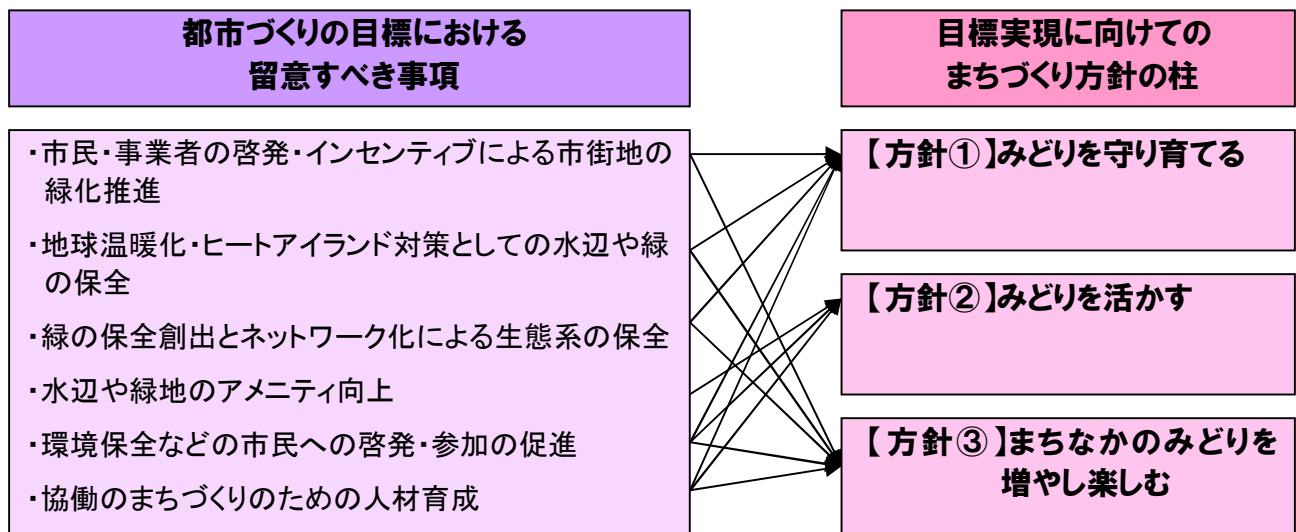 都市づくりの目標における
留意すべき事項
目標実現に向けての
まちづくり方針の柱
・市民・事業者の啓発・インセンティブによる市街地の
緑化推進
・地球温暖化・ヒートアイランド対策としての水辺や緑
の保全
・緑の保全創出とネットワーク化による生態系の保全
・水辺や緑地のアメニティ向上
・環境保全などの市民への啓発・参加の促進
・協働のまちづくりのための人材育成
【方針①】みどりを守り育てる
【方針②】みどりを活かす
【方針③】まちなかのみどりを
増やし楽しむ